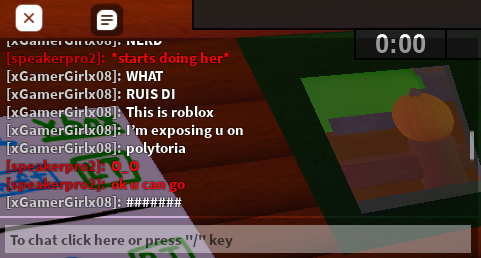 0:00
[xGamerGirlx08]: NERD
[speakerpro2]: *starts doing her*
[xGamerGirlx08]: WHAT
[xGamerGirlx08]: RUIS DI
[xGamerGirlx08]: This is roblox
[xGamerGirlx08]: I'm exposing u on
[xGamerGirlx08]: polytoria
[speakerpro2]: O_O
[speakerpro2]: ok u can go
[xGamerGirlx08]: #######
To chat click here or press "/" key